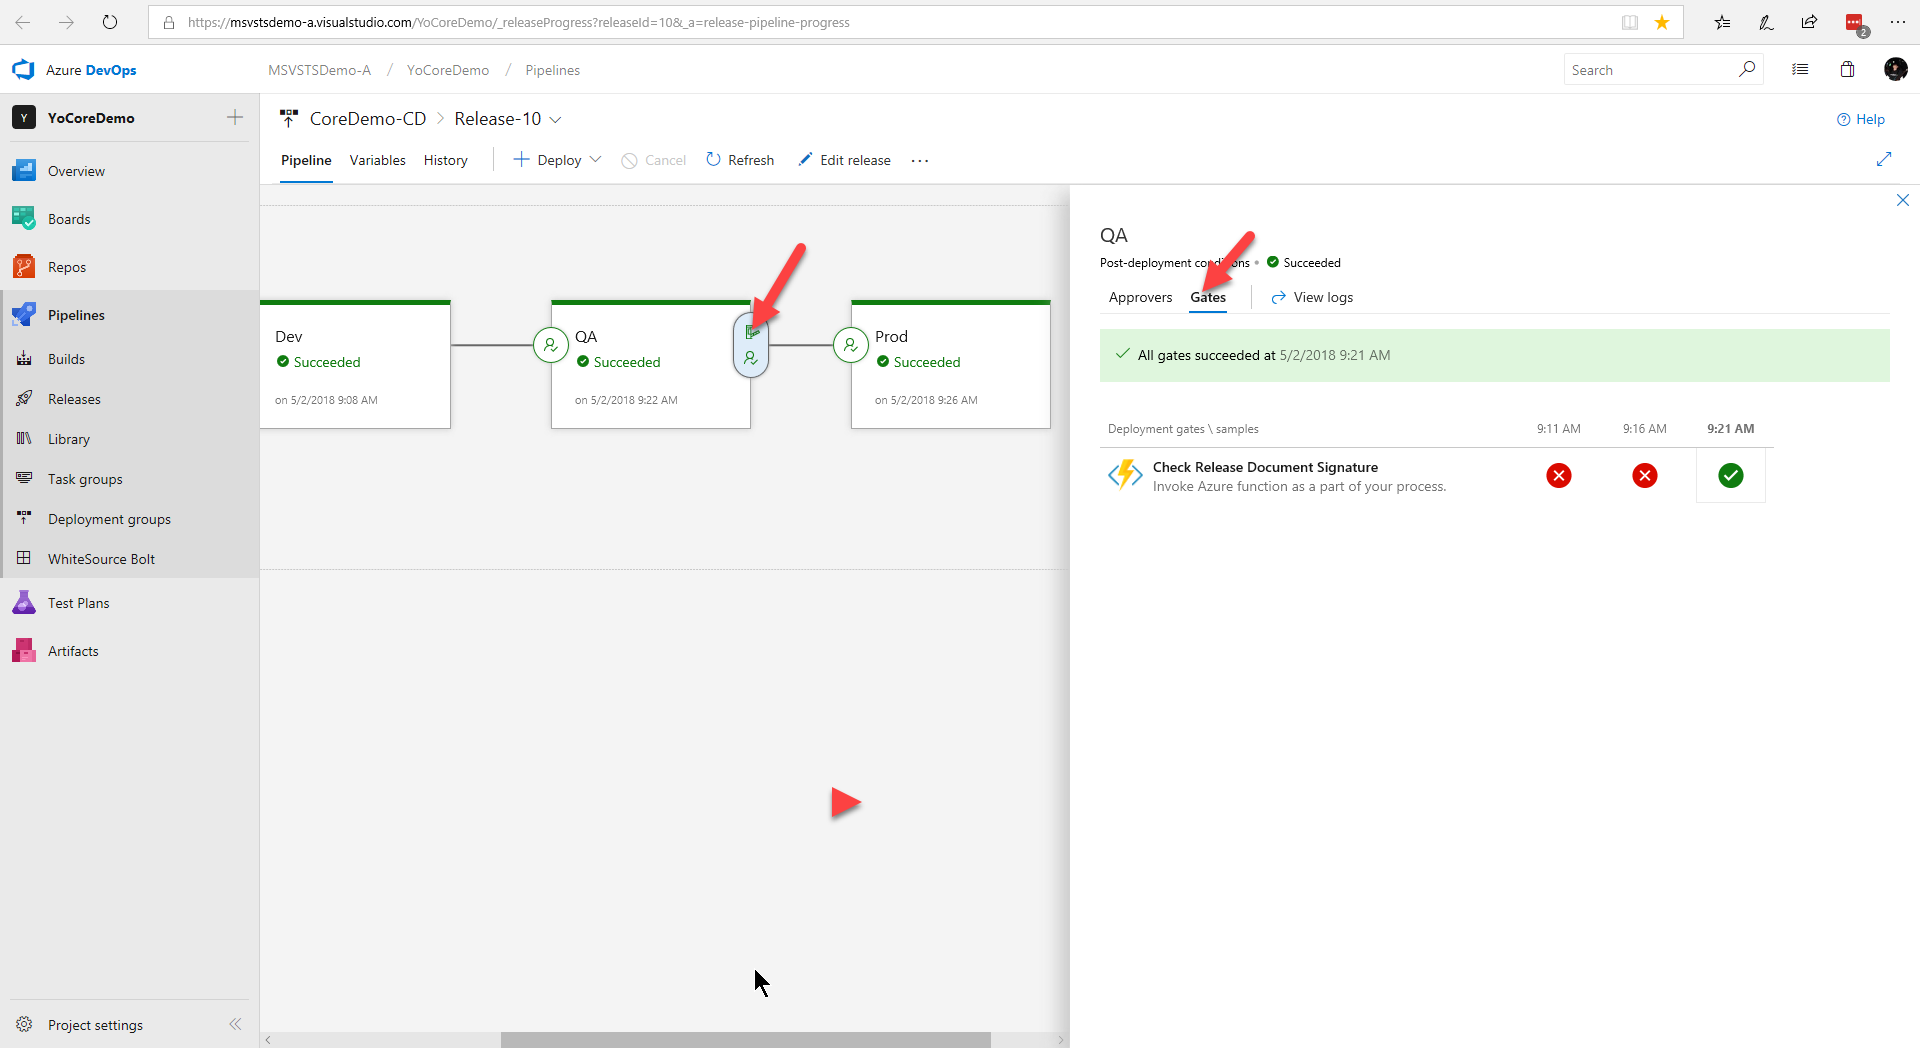 https://msvstsdemo-a.visualstudio.com/YoCoreDemo/_releaseProgress?releaseId=10&_a=release-pipeline-progress
2
Azure DevOps
MSVSTSDemo-A / YoCoreDemo / Pipelines
Search
Y YoCoreDemo
CoreDemo-CD > Release-10
Help
Pipeline Variables History Deploy Cancel Refresh Edit release ...
Overview
Boards
Repos
Pipelines
Builds
Releases
Library
Task groups
Deployment groups
WhiteSource Bolt
Test Plans
Artifacts
Project settings
Dev
Succeeded
on 5/2/2018 9:08 AM
QA
Succeeded
on 5/2/2018 9:22 AM
Prod
Succeeded
on 5/2/2018 9:26 AM
QA
Post-deployment conditions • Succeeded
Approvers Gates View logs
All gates succeeded at 5/2/2018 9:21 AM
Deployment gates \ samples 9:11 AM 9:16 AM 9:21 AM
Check Release Document Signature
Invoke Azure function as a part of your process.